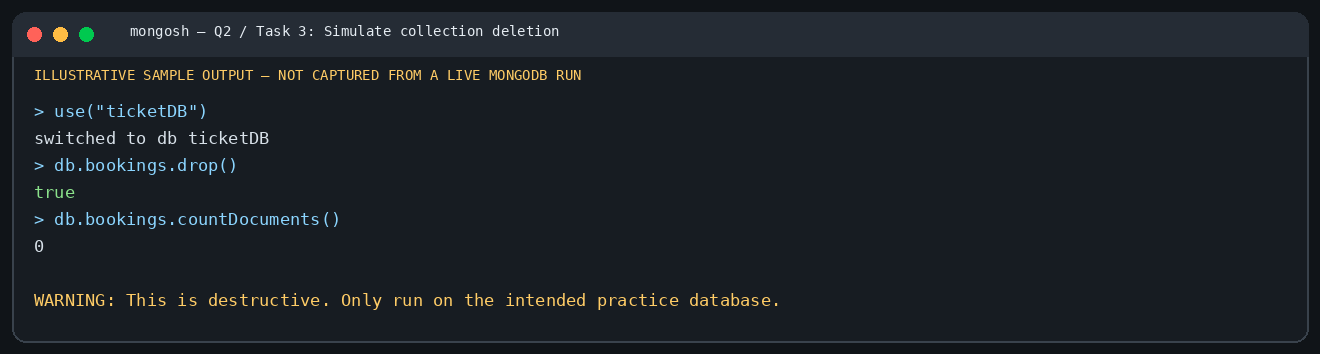 mongosh — Q2 / Task 3: Simulate collection deletion
ILLUSTRATIVE SAMPLE OUTPUT — NOT CAPTURED FROM A LIVE MONGODB RUN
> use("ticketDB")
switched to db ticketDB
> db.bookings.drop()
true
> db.bookings.countDocuments()
0
WARNING: This is destructive. Only run on the intended practice database.